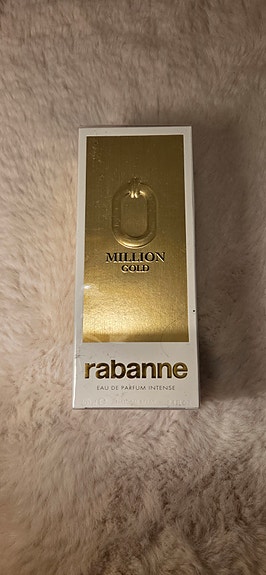 MILLION
GOLD
rabanne
EAU DE PARFUM INTENSE